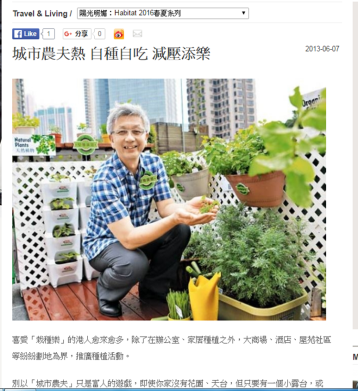 Travel & Living / 陽光棚媒：Habitat 2016春夏系列
Like 1 G+ 分享 0
城市農夫熱 自種自吃 減壓添樂
2013-06-07
Natural Plants
天然植物
喜愛「栽種樂」的港人愈來愈多，除了在辦公室、家居種植之外，大商場、酒店、屋苑社區
等紛紛劃地為界，推廣種植活動。
別以「城市農夫」只是富人的遊戲，即使你家沒有花園、天台，但只要有一個小露台，或